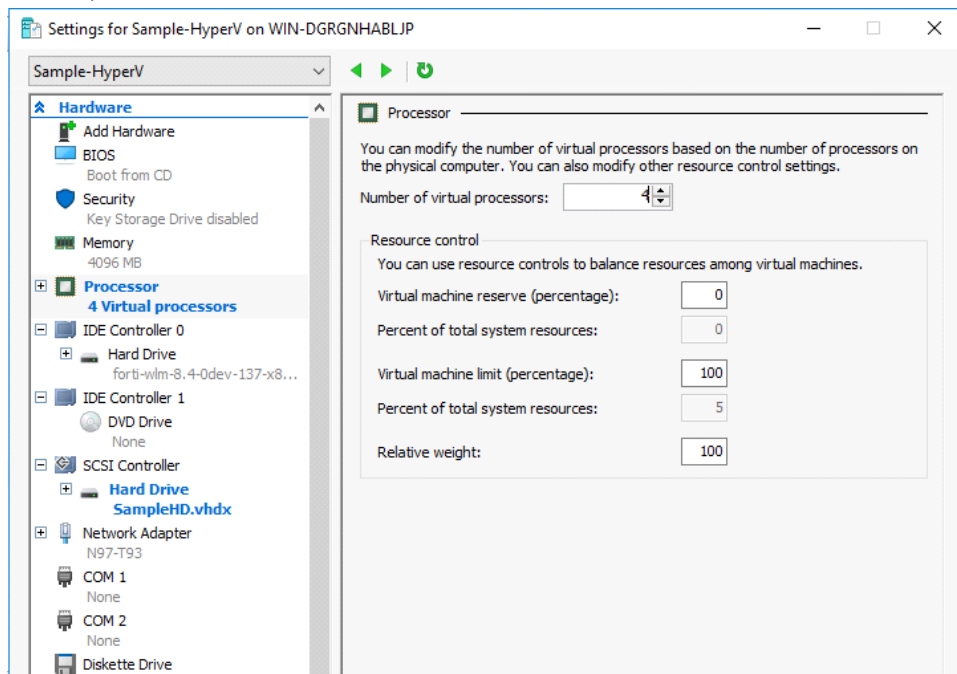 Settings for Sample-HyperV on WIN-DGRGNHABLJP
Sample-HyperV
Hardware
Add Hardware
BIOS
Boot from CD
Security
Key Storage Drive disabled
Memory
4096 MB
Processor
4 Virtual processors
IDE Controller 0
Hard Drive
forti-wlm-8.4-0dev-137-x8...
IDE Controller 1
DVD Drive
None
SCSI Controller
Hard Drive
SampleHD.vhdx
Network Adapter
N97-T93
COM 1
None
COM 2
None
Diskette Drive
Processor
You can modify the number of virtual processors based on the number of processors on
the physical computer. You can also modify other resource control settings.
Number of virtual processors: 4
Resource control
You can use resource controls to balance resources among virtual machines.
Virtual machine reserve (percentage): 0
Percent of total system resources: 0
Virtual machine limit (percentage): 100
Percent of total system resources: 5
Relative weight: 100